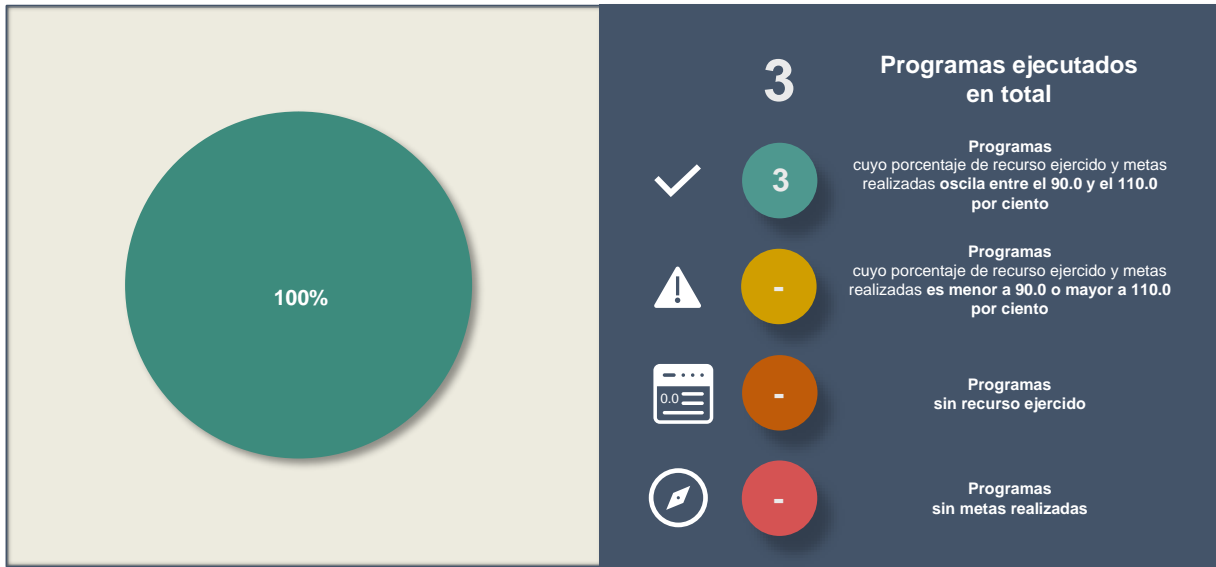 100%
3
Programas ejecutados
en total
3
Programas
cuyo porcentaje de recurso ejercido y metas
realizadas oscila entre el 90.0 y el 110.0
por ciento
-
Programas
cuyo porcentaje de recurso ejercido y metas
realizadas es menor a 90.0 o mayor a 110.0
por ciento
0.0
-
Programas
sin recurso ejercido
-
Programas
sin metas realizadas